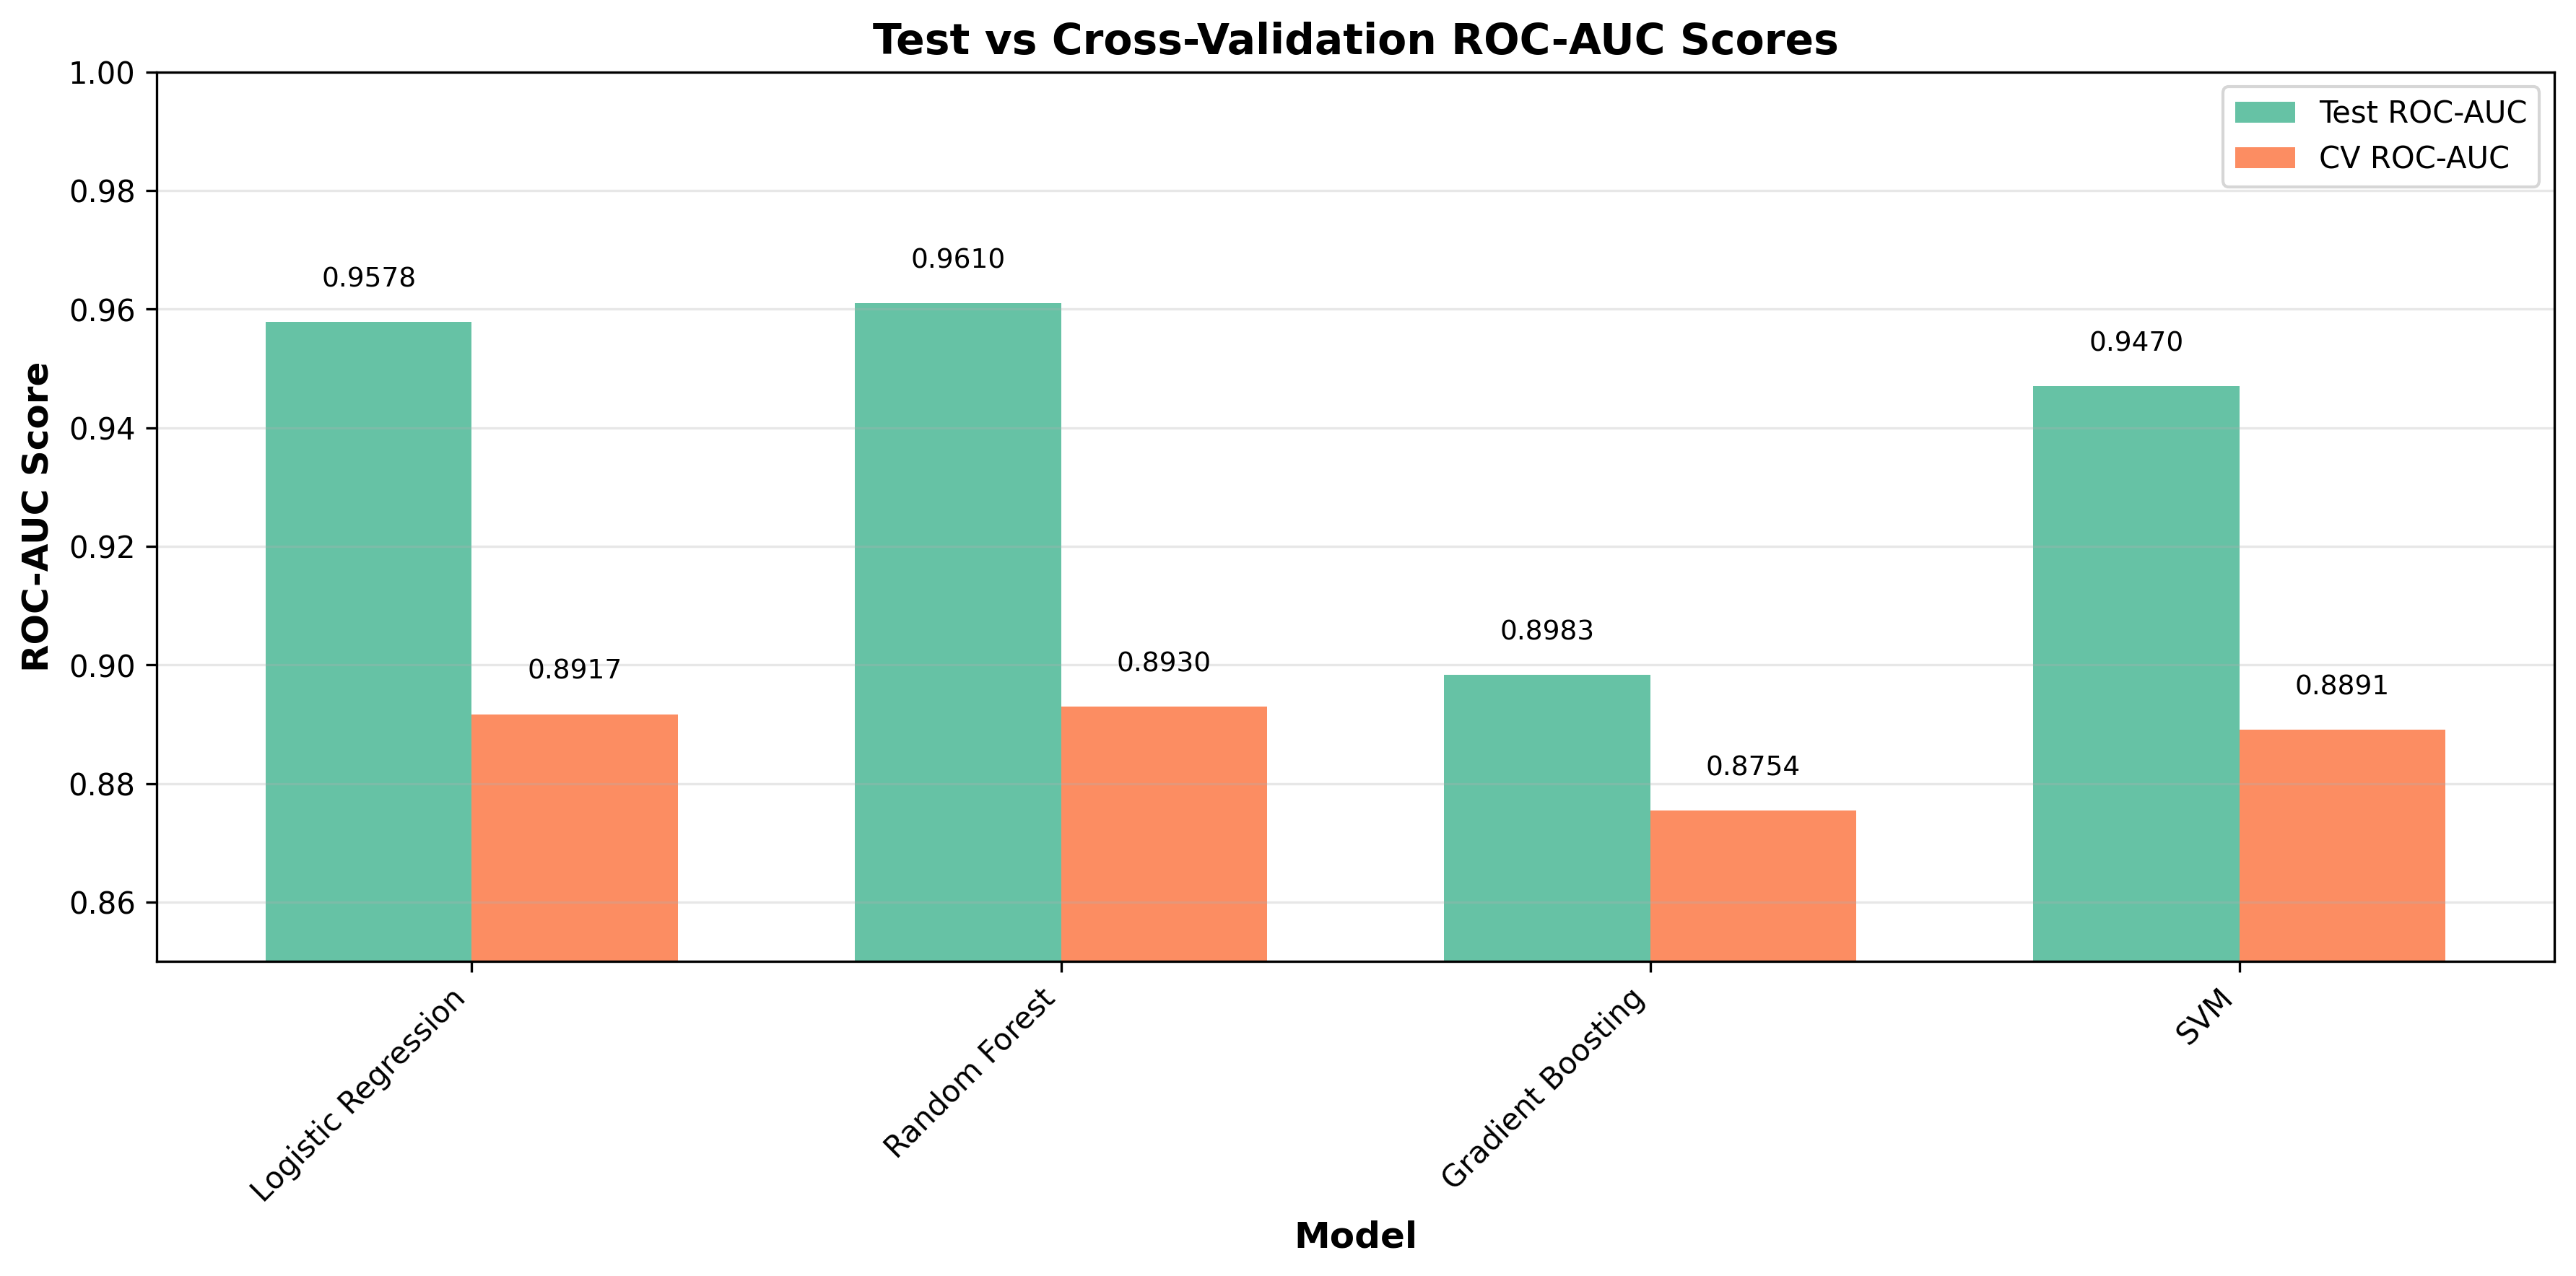 Test vs Cross-Validation ROC-AUC Scores
Test ROC-AUC
CV ROC-AUC
ROC-AUC Score
1.00
0.98
0.96
0.94
0.92
0.90
0.88
0.86
0.9578
0.8917
0.9610
0.8930
0.8983
0.8754
0.9470
0.8891
Logistic Regression
Random Forest
Gradient Boosting
SVM
Model